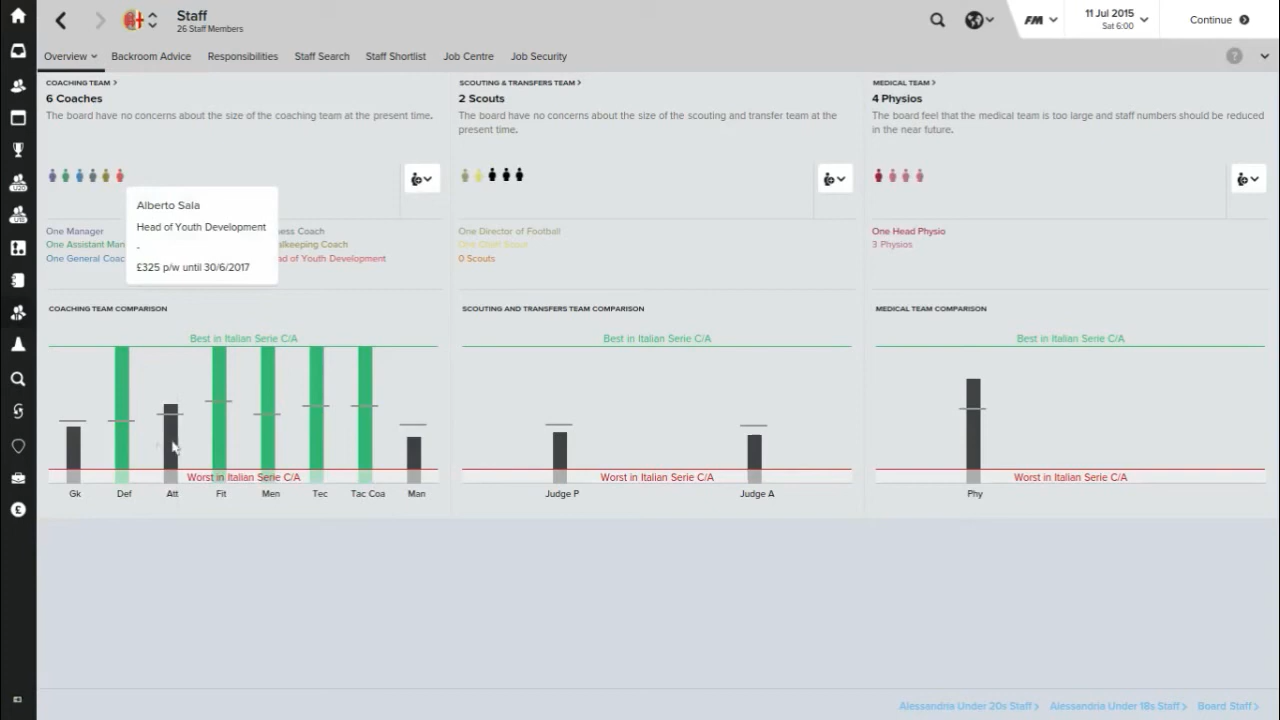 Staff
26 Staff Members
FM
11 Jul 2015
Sat 6:00
Continue
Overview
Backroom Advice
Responsibilities
Staff Search
Staff Shortlist
Job Centre
Job Security
COACHING TEAM >
6 Coaches
The board have no concerns about the size of the coaching team at the present time.
SCOUTING & TRANSFERS TEAM >
2 Scouts
The board have no concerns about the size of the scouting and transfer team at the
present time.
MEDICAL TEAM >
4 Physios
The board feel that the medical team is too large and staff numbers should be reduced
in the near future.
Alberto Sala
Head of Youth Development
-
£325 p/w until 30/6/2017
One Manager
One Assistant Man
One General Coac
ness Coach
alkeeping Coach
ad of Youth Development
One Director of Football
One Chief Scout
0 Scouts
One Head Physio
3 Physios
COACHING TEAM COMPARISON
Best in Italian Serie C/A
Worst in Italian Serie C/A
Gk Def Att Fit Men Tec Tac Coa Man
SCOUTING AND TRANSFERS TEAM COMPARISON
Best in Italian Serie C/A
Worst in Italian Serie C/A
Judge P Judge A
MEDICAL TEAM COMPARISON
Best in Italian Serie C/A
Worst in Italian Serie C/A
Phy
Alessandria Under 20s Staff >
Alessandria Under 18s Staff >
Board Staff >